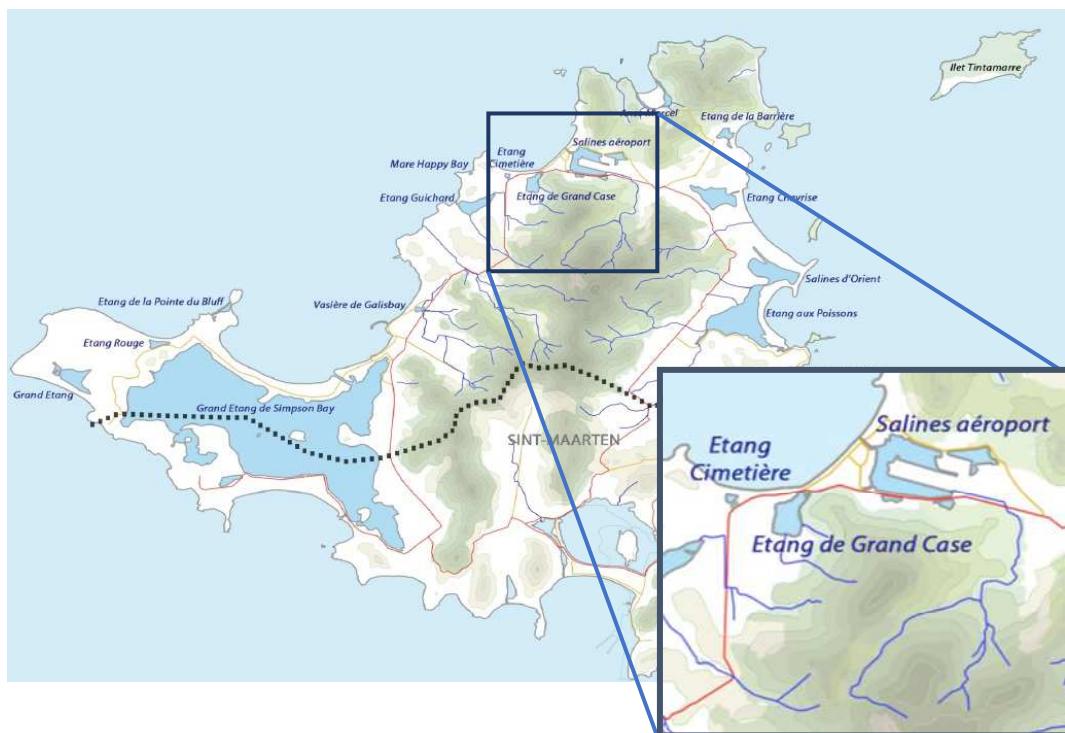 Ilet Tintamarre
Anse Marcel
Etang de la Barrière
Salines aéroport
Etang
Cimetière
Mare Happy Bay
Etang Guichard
Etang de Grand Case
Etang Chevrise
Salines d'Orient
Etang de la Pointe du Bluff
Vasière de Galisbay
Etang aux Poissons
Etang Rouge
Grand Etang
Grand Etang de Simpson Bay
SINT-MAARTEN
Salines aéroport
Etang
Cimetière
Etang de Grand Case